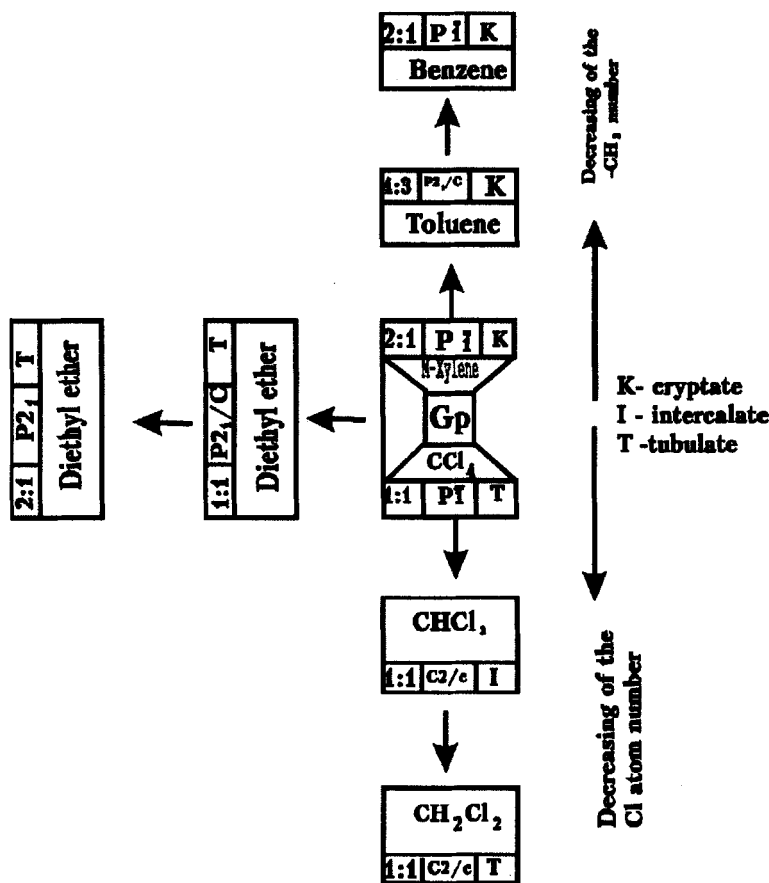 2:1 P1̄ K
Benzene
4:3 P2₁/C K
Toluene
2:1 P1̄ K
M-Xylene
Gp
CCl₄
1:1 P1̄ T
CHCl₃
1:1 C2/c I
CH₂Cl₂
1:1 C2/c T
2:1 P2₁ T
Diethyl ether
1:1 P2₁/C T
Diethyl ether
Decreasing of the
-CH₃ number
K- cryptate
I - intercalate
T -tubulate
Decreasing of the
Cl atom number